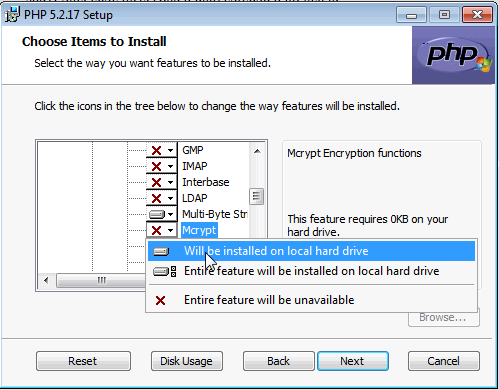 PHP 5.2.17 Setup
Choose Items to Install
Select the way you want features to be installed.
php
Click the icons in the tree below to change the way features will be installed.
GMP
IMAP
Interbase
LDAP
Multi-Byte Str
Mcrypt
Mcrypt Encryption functions
This feature requires 0KB on your
hard drive.
Will be installed on local hard drive
Entire feature will be installed on local hard drive
Entire feature will be unavailable
Browse...
Reset
Disk Usage
Back
Next
Cancel